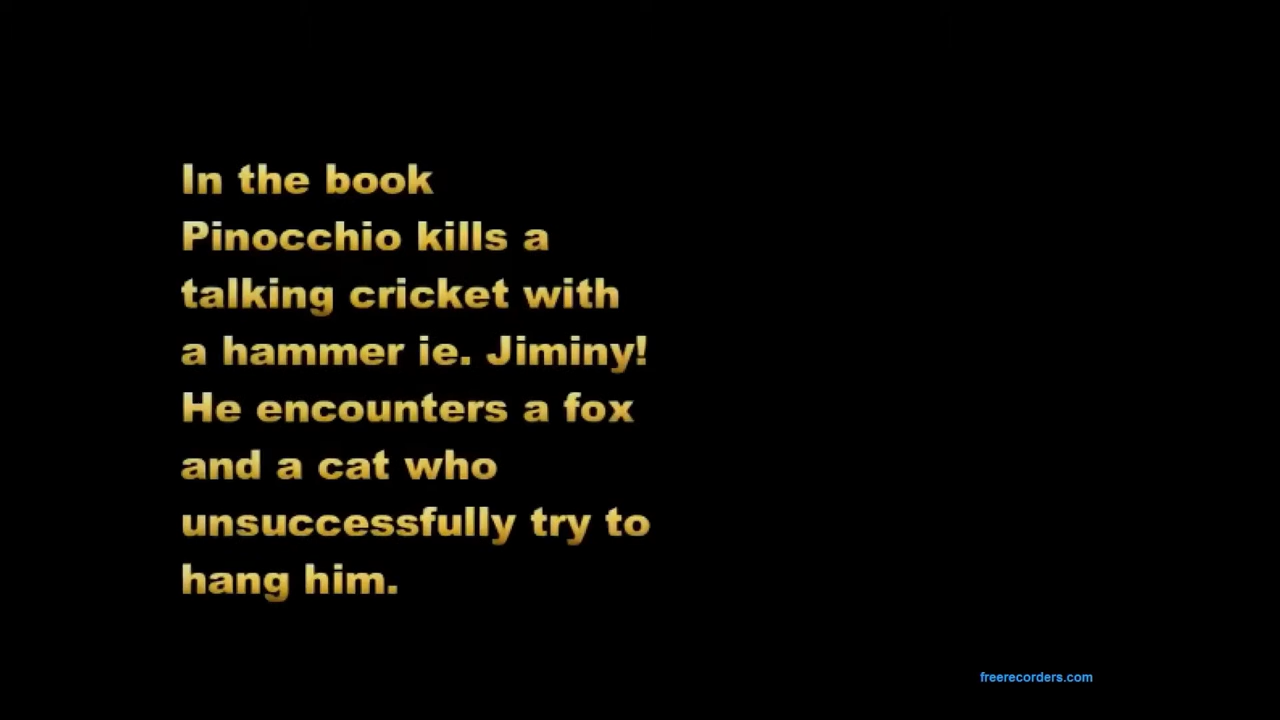 In the book
Pinocchio kills a
talking cricket with
a hammer ie. Jiminy!
He encounters a fox
and a cat who
unsuccessfully try to
hang him.
freerecorders.com